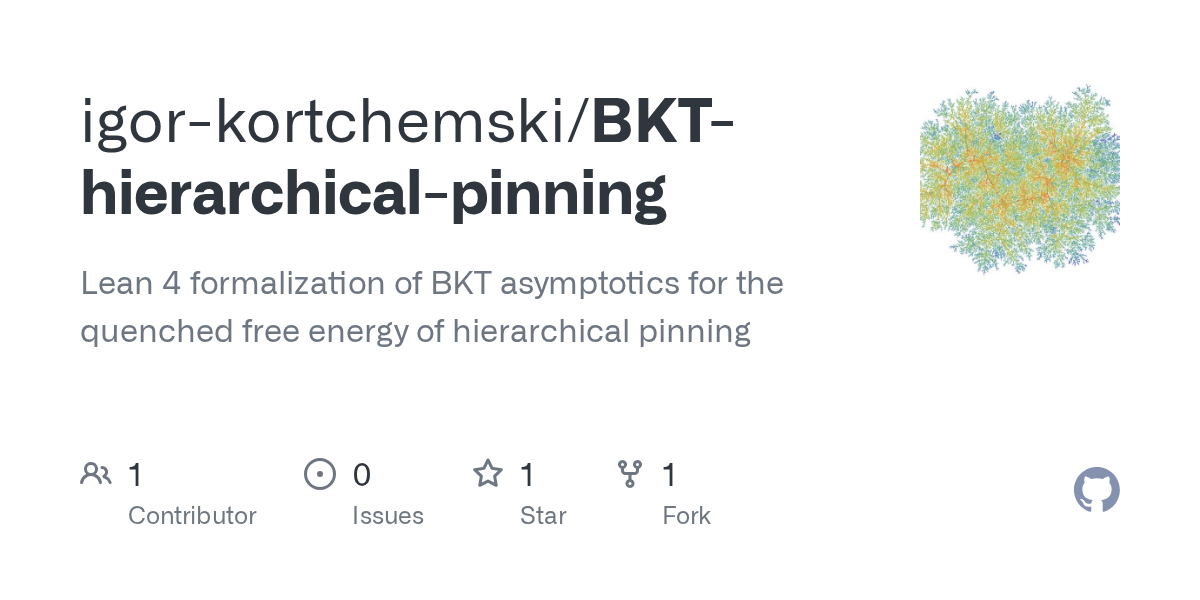 igor-kortchemski/BKT-
hierarchical-pinning
Lean 4 formalization of BKT asymptotics for the
quenched free energy of hierarchical pinning
1 0 1 1
Contributor Issues Star Fork